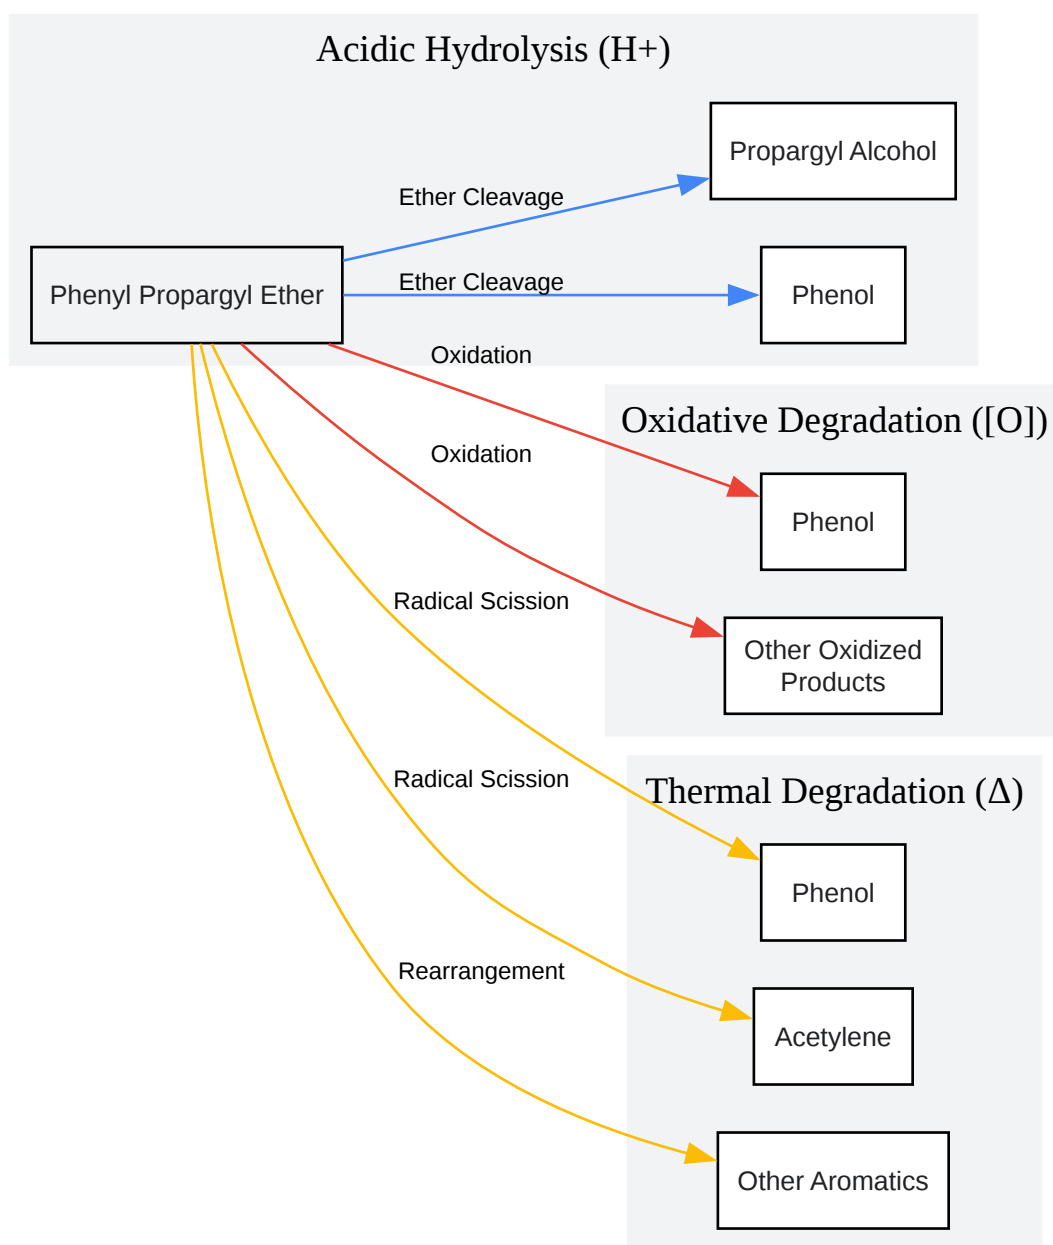 Acidic Hydrolysis (H+)
Propargyl Alcohol
Ether Cleavage
Ether Cleavage
Phenyl Propargyl Ether
Phenol
Oxidation
Oxidative Degradation ([O])
Oxidation
Phenol
Radical Scission
Other Oxidized
Products
Radical Scission
Thermal Degradation (Δ)
Phenol
Rearrangement
Acetylene
Other Aromatics